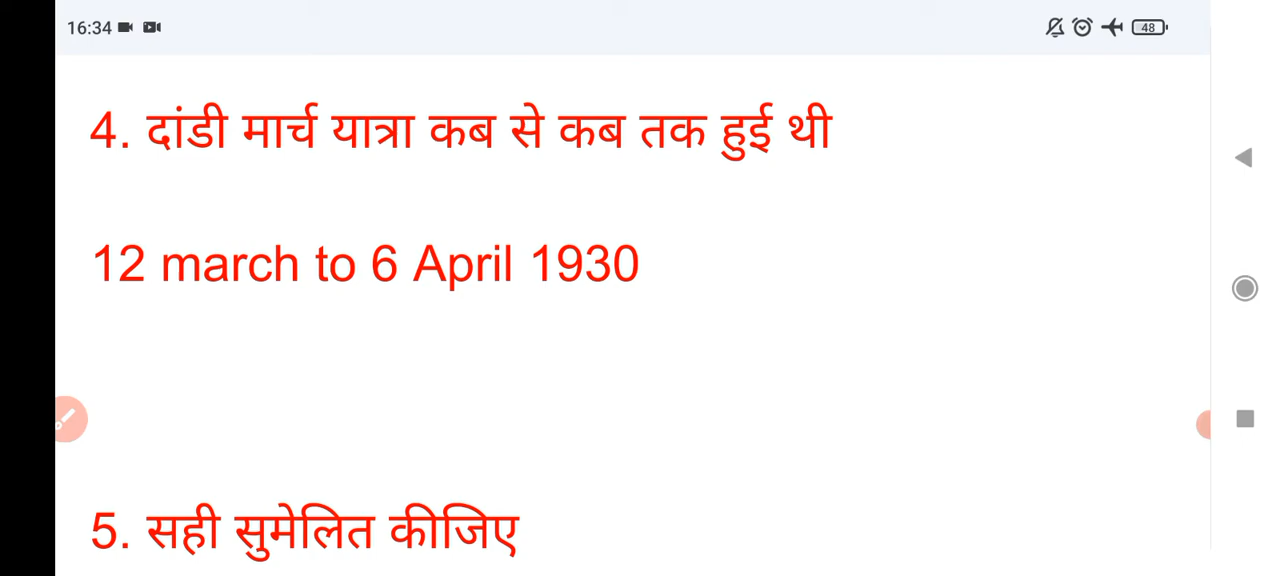 16:34
48
4. दांडी मार्च यात्रा कब से कब तक हुई थी
12 march to 6 April 1930
5. सही सुमेलित कीजिए